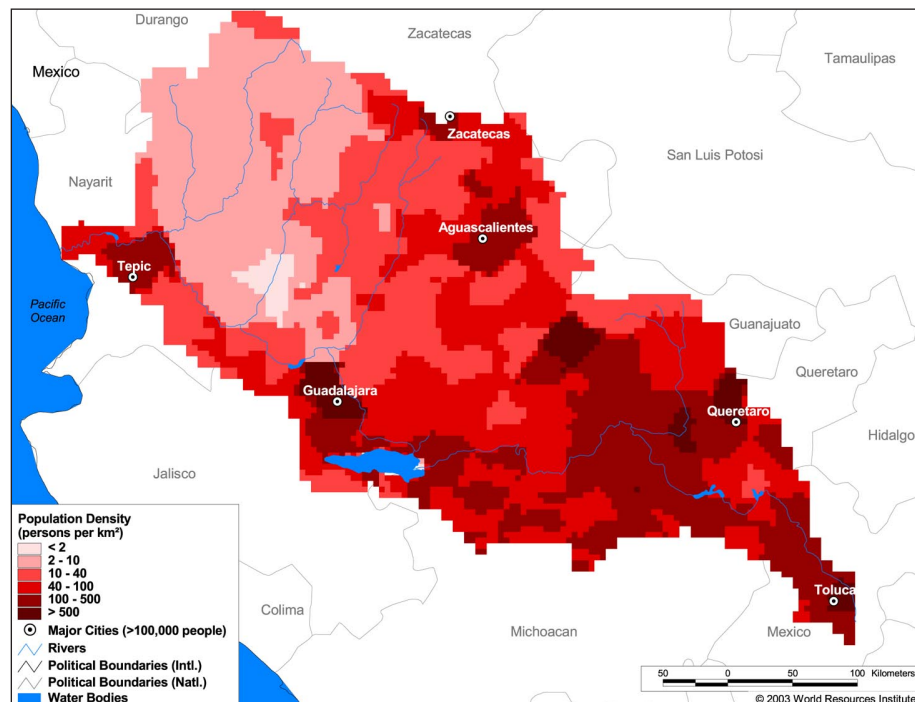 Durango
Zacatecas
Tamaulipas
Mexico
Zacatecas
San Luis Potosi
Nayarit
Aguascalientes
Tepic
Pacific
Ocean
Guanajuato
Queretaro
Guadalajara
Queretaro
Hidalgo
Jalisco
Population Density
(persons per km²)
< 2
2 - 10
10 - 40
40 - 100
100 - 500
> 500
Major Cities (>100,000 people)
Rivers
Political Boundaries (Intl.)
Political Boundaries (Natl.)
Water Bodies
Toluca
Colima
Michoacan
Mexico
50 0 50 100 Kilometers
© 2003 World Resources Institute